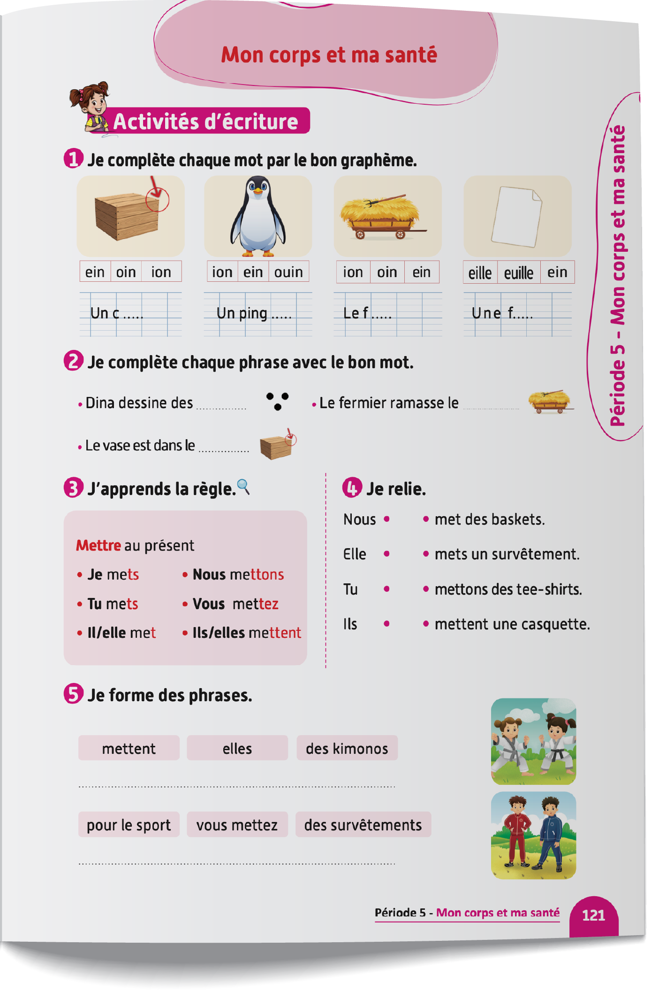 Mon corps et ma santé
Activités d'écriture
1 Je complète chaque mot par le bon graphème.
ein oin ion
ion ein ouin
ion oin ein
eille euille ein
Un c .....
Un ping .....
Le f .....
Une f.....
2 Je complète chaque phrase avec le bon mot.
• Dina dessine des ...............
• Le fermier ramasse le ...............
• Le vase est dans le ...............
3 J'apprends la règle.
Mettre au présent
• Je mets
• Nous mettons
• Tu mets
• Vous mettez
• Il/elle met
• Ils/elles mettent
4 Je relie.
Nous • • met des baskets.
Elle • • mets un survêtement.
Tu • • mettons des tee-shirts.
Ils • • mettent une casquette.
5 Je forme des phrases.
mettent elles des kimonos
pour le sport vous mettez des survêtements
Période 5 - Mon corps et ma santé
Période 5 - Mon corps et ma santé 121